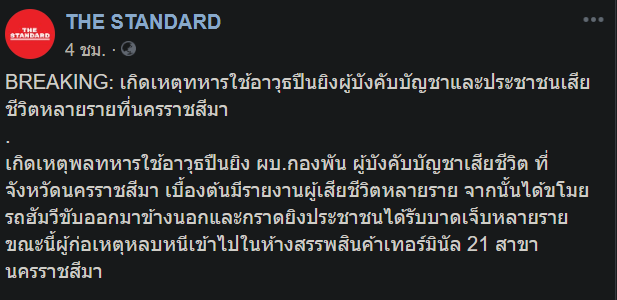 THE STANDARD
THE STANDARD
4 ชม. ·
BREAKING: เกิดเหตุทหารใช้อาวุธปืนยิงผู้บังคับบัญชาและประชาชนเสีย
ชีวิตหลายรายที่นครราชสีมา
.
เกิดเหตุพลทหารใช้อาวุธปืนยิง ผบ.กองพัน ผู้บังคับบัญชาเสียชีวิต ที่
จังหวัดนครราชสีมา เบื้องต้นมีรายงานผู้เสียชีวิตหลายราย จากนั้นได้ขโมย
รถฮัมวีขับออกมาข้างนอกและกราดยิงประชาชนได้รับบาดเจ็บหลายราย
ขณะนี้ผู้ก่อเหตุหลบหนีเข้าไปในห้างสรรพสินค้าเทอร์มินัล 21 สาขา
นครราชสีมา